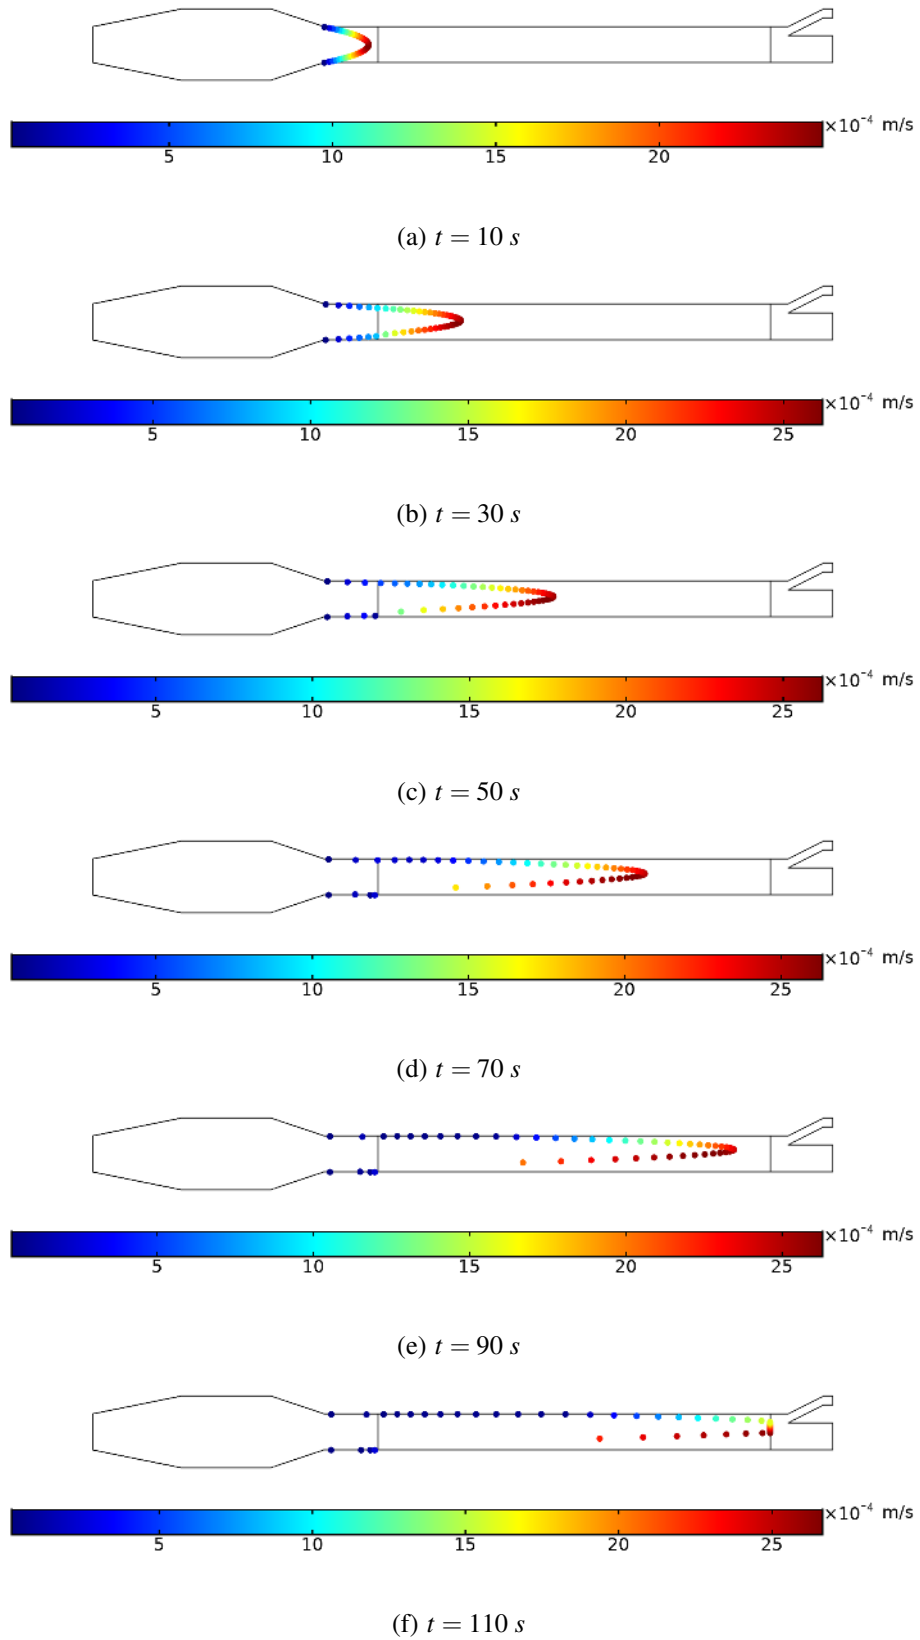 ×10⁻⁴ m/s
5 10 15 20
(a) t = 10 s
×10⁻⁴ m/s
5 10 15 20 25
(b) t = 30 s
×10⁻⁴ m/s
5 10 15 20 25
(c) t = 50 s
×10⁻⁴ m/s
5 10 15 20 25
(d) t = 70 s
×10⁻⁴ m/s
5 10 15 20 25
(e) t = 90 s
×10⁻⁴ m/s
5 10 15 20 25
(f) t = 110 s